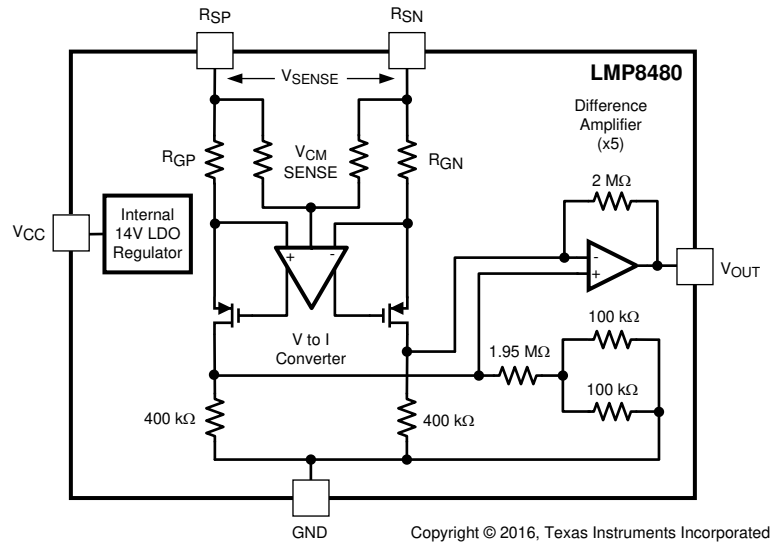 RSP
RSN
VSENSE
LMP8480
Difference
Amplifier
(x5)
RGP
VCM
SENSE
RGN
2 MΩ
VCC
Internal
14V LDO
Regulator
+
-
-
+
VOUT
V to I
Converter
100 kΩ
1.95 MΩ
100 kΩ
400 kΩ
400 kΩ
GND
Copyright © 2016, Texas Instruments Incorporated